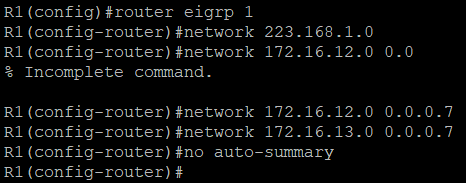 R1(config)#router eigrp 1
R1(config-router)#network 223.168.1.0
R1(config-router)#network 172.16.12.0 0.0
% Incomplete command.
R1(config-router)#network 172.16.12.0 0.0.0.7
R1(config-router)#network 172.16.13.0 0.0.0.7
R1(config-router)#no auto-summary
R1(config-router)#